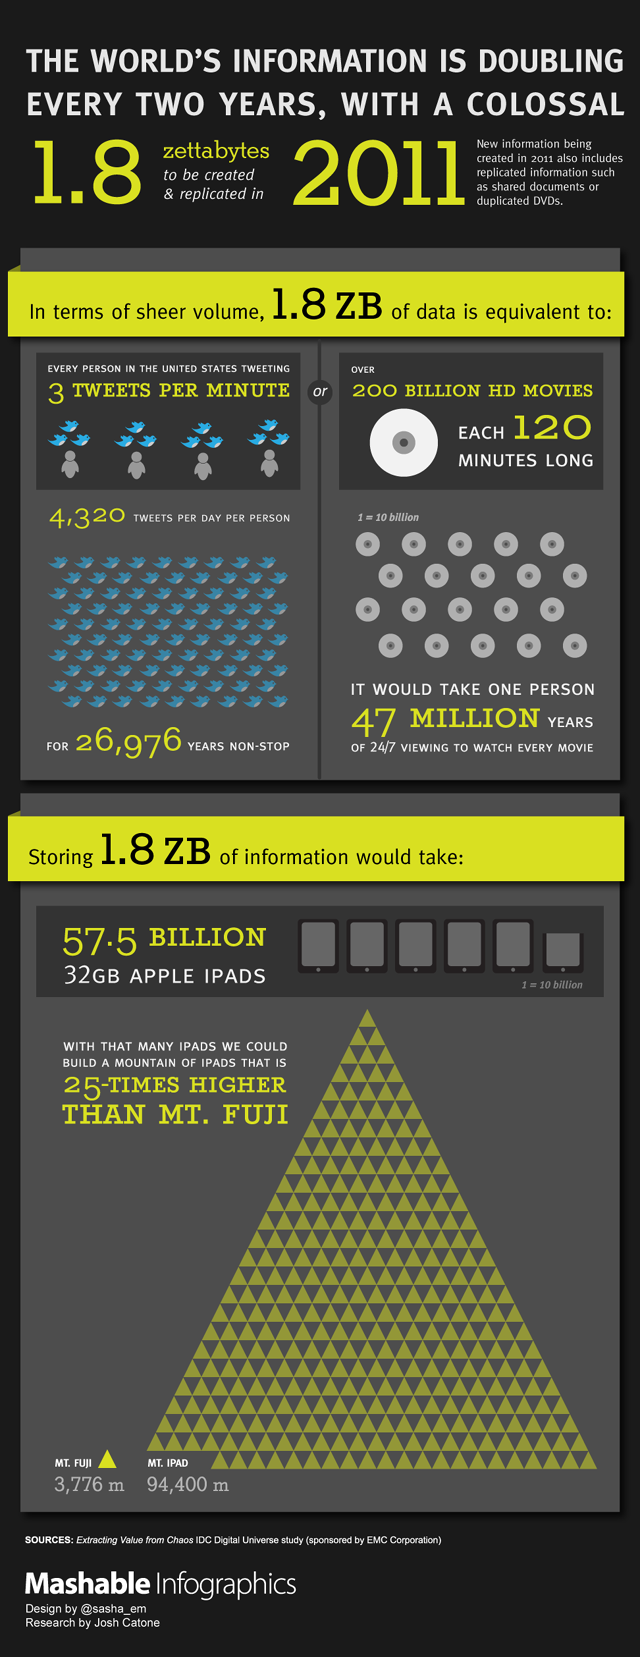 THE WORLD'S INFORMATION IS DOUBLING
EVERY TWO YEARS, WITH A COLOSSAL
1.8 zettabytes
to be created
& replicated in
2011
New information being
created in 2011 also includes
replicated information such
as shared documents or
duplicated DVDs.
In terms of sheer volume, 1.8 ZB of data is equivalent to:
EVERY PERSON IN THE UNITED STATES TWEETING
3 TWEETS PER MINUTE
4,320 TWEETS PER DAY PER PERSON
FOR 26,976 YEARS NON-STOP
or
OVER
200 BILLION HD MOVIES
EACH 120
MINUTES LONG
1 = 10 billion
IT WOULD TAKE ONE PERSON
47 MILLION YEARS
OF 24/7 VIEWING TO WATCH EVERY MOVIE
Storing 1.8 ZB of information would take:
57.5 BILLION
32GB APPLE IPADS
1 = 10 billion
WITH THAT MANY IPADS WE COULD
BUILD A MOUNTAIN OF IPADS THAT IS
25-TIMES HIGHER
THAN MT. FUJI
MT. FUJI
3,776 m
MT. IPAD
94,400 m
SOURCES: Extracting Value from Chaos IDC Digital Universe study (sponsored by EMC Corporation)
Mashable Infographics
Design by @sasha_em
Research by Josh Catone